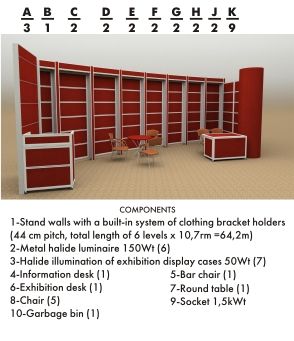 A B C D E F G H J K
3 1 2 2 2 2 2 2 2 9
COMPONENTS
1-Stand walls with a built-in system of clothing bracket holders
(44 cm pitch, total length of 6 levels x 10,7rm =64,2m)
2-Metal halide luminaire 150Wt (6)
3-Halide illumination of exhibition display cases 50Wt (7)
4-Information desk (1) 5-Bar chair (1)
6-Exhibition desk (1) 7-Round table (1)
8-Chair (5) 9-Socket 1,5kWt
10-Garbage bin (1)